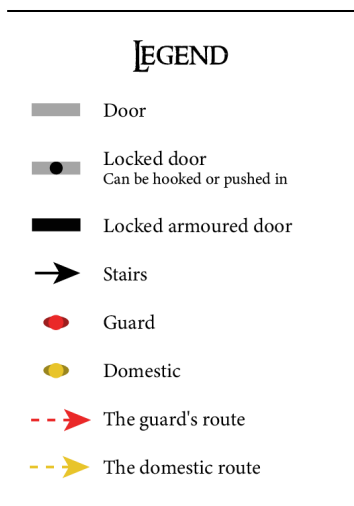 LEGEND
Door
Locked door
Can be hooked or pushed in
Locked armoured door
Stairs
Guard
Domestic
The guard's route
The domestic route